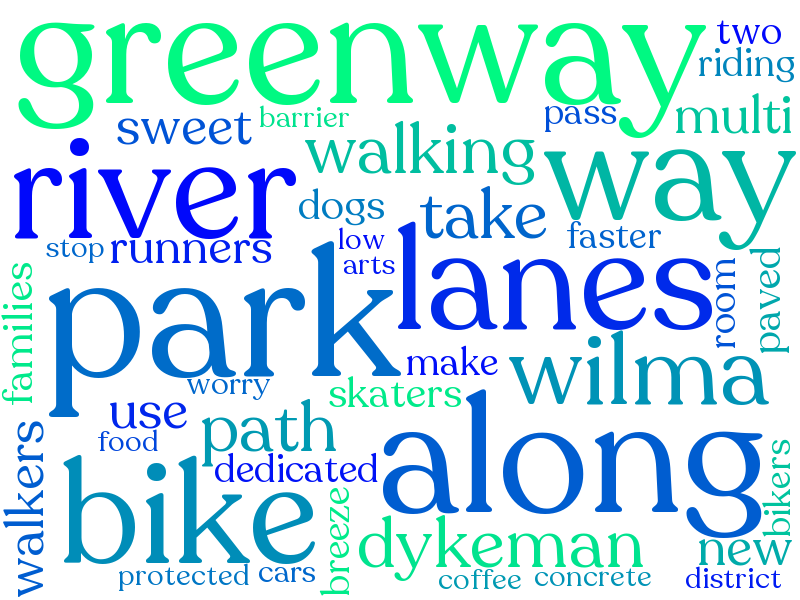 greenway
two
riding
sweet
barrier
pass
multi
walking
way
river
dogs
take
faster
stop
runners
low
arts
lanes
park
families
room
paved
make
wilma
worry
skaters
use
path
food
dedicated
along
walkers
bike
breeze
bikers
dykeman
new
protected
cars
coffee
concrete
district